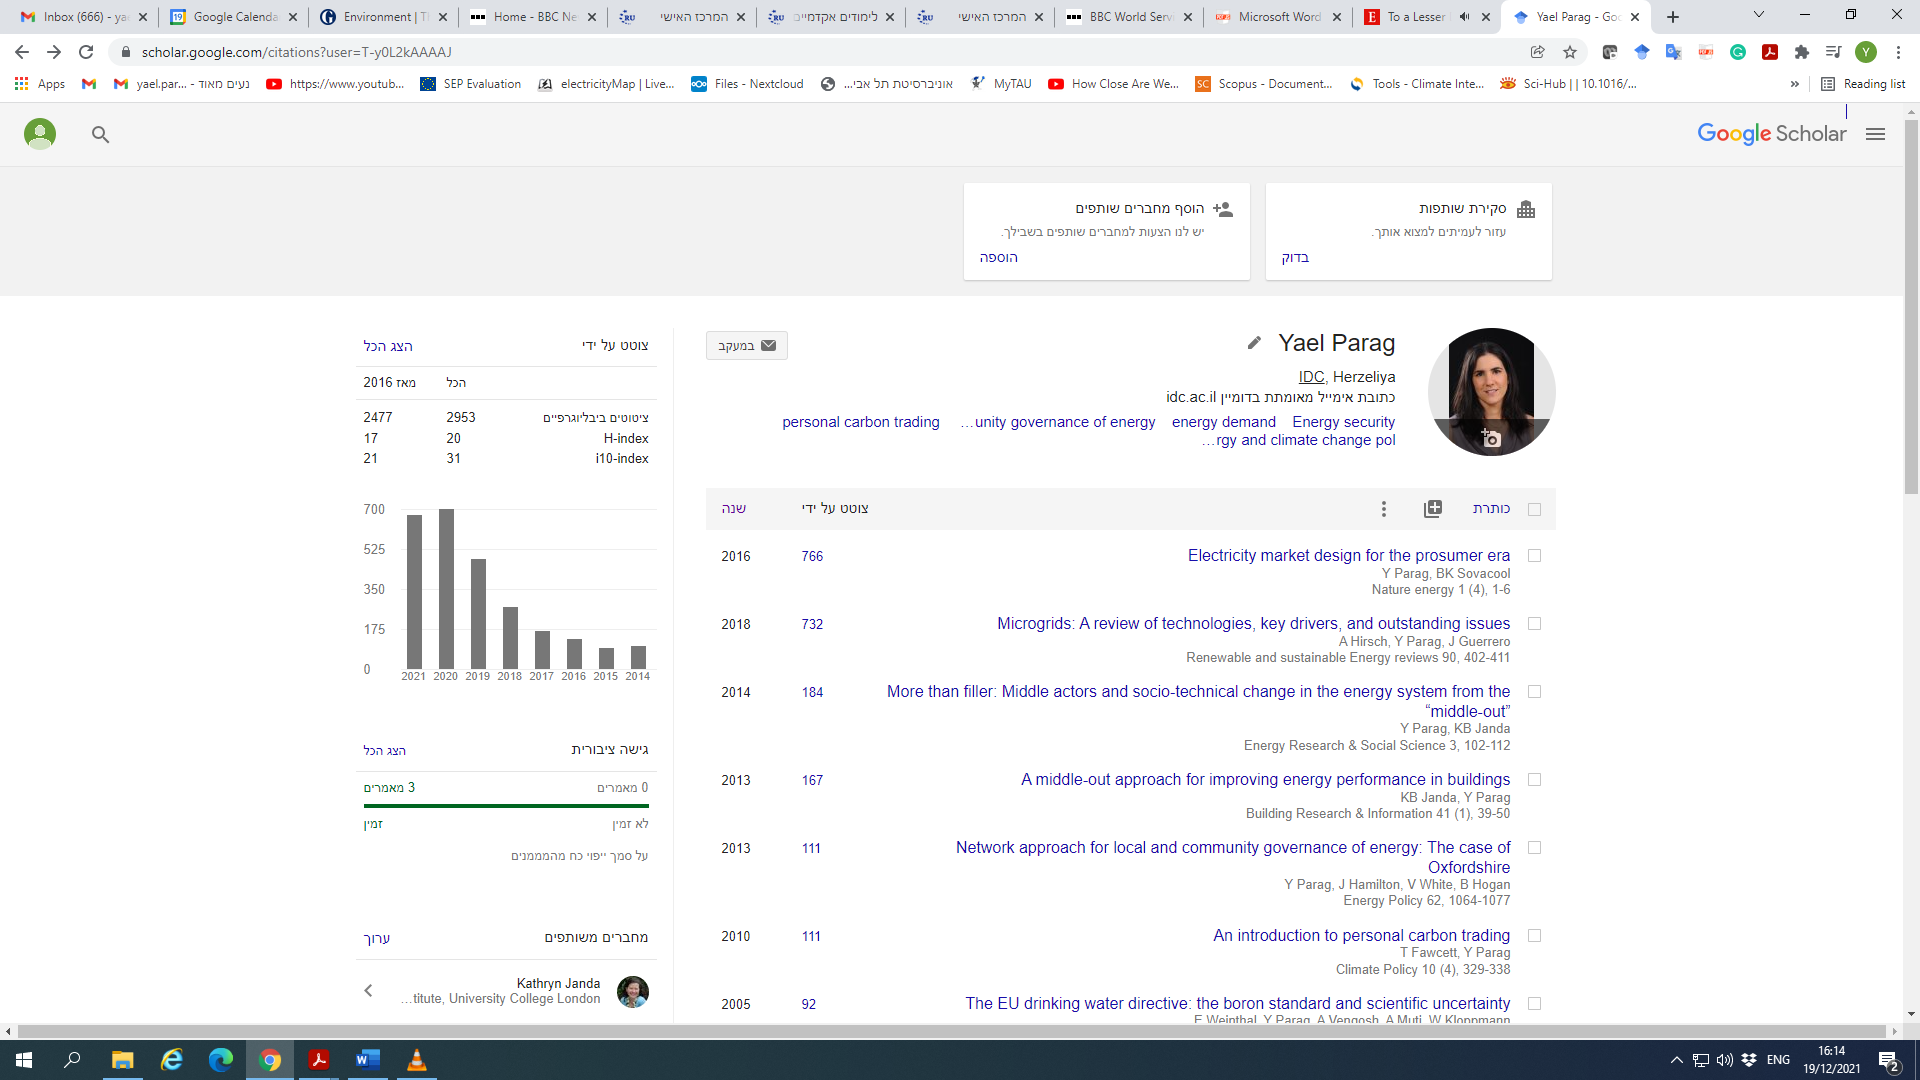 Inbox (666) - ya
Google Calenda
Environment | T
Home - BBC Ne
המרכז האישי
לימודים אקדמיים
המרכז האישי
BBC World Serv
Microsoft Word
To a Lesser
Yael Parag - Goo
scholar.google.com/citations?user=T-y0L2kAAAAJ
Apps
yael.par... - נעים מאוד
https://www.youtub...
SEP Evaluation
electricityMap | Live...
Files - Nextcloud
אוניברסיטת תל אבי...
MyTAU
How Close Are We...
Scopus - Document...
Tools - Climate Inte...
Sci-Hub | | 10.1016/...
»
Reading list
Google Scholar
סקירת שותפות
עזור לעמיתים למצוא אותך.
בדוק
הוסף מחברים שותפים
יש לנו הצעות למחברים שותפים בשבילך.
הוספה
Yael Parag
במעקב
IDC, Herzeliya
כתובת אימייל מאומתת בדומיין idc.ac.il
Energy security energy demand ...unity governance of energy personal carbon trading
...rgy and climate change pol
כותרת צוטט על ידי שנה
Electricity market design for the prosumer era 766 2016
Y Parag, BK Sovacool
Nature energy 1 (4), 1-6
Microgrids: A review of technologies, key drivers, and outstanding issues 732 2018
A Hirsch, Y Parag, J Guerrero
Renewable and sustainable Energy reviews 90, 402-411
More than filler: Middle actors and socio-technical change in the energy system from the 184 2014
“middle-out”
Y Parag, KB Janda
Energy Research & Social Science 3, 102-112
A middle-out approach for improving energy performance in buildings 167 2013
KB Janda, Y Parag
Building Research & Information 41 (1), 39-50
Network approach for local and community governance of energy: The case of 111 2013
Oxfordshire
Y Parag, J Hamilton, V White, B Hogan
Energy Policy 62, 1064-1077
An introduction to personal carbon trading 111 2010
T Fawcett, Y Parag
Climate Policy 10 (4), 329-338
The EU drinking water directive: the boron standard and scientific uncertainty 92 2005
E Weinthal, Y Parag, A Vengosh, A Muti, W Kloppmann
צוטט על ידי הצג הכל
הכל מאז 2016
ציטוטים ביבליוגרפיים 2953 2477
H-index 20 17
i10-index 31 21
700
525
350
175
0
2021 2020 2019 2018 2017 2016 2015 2014
גישה ציבורית הצג הכל
0 מאמרים 3 מאמרים
לא זמין זמין
על סמך ייפוי כח מהמממנים
מחברים משותפים ערוך
Kathryn Janda
...titute, University College London
ENG
16:14
19/12/2021
2